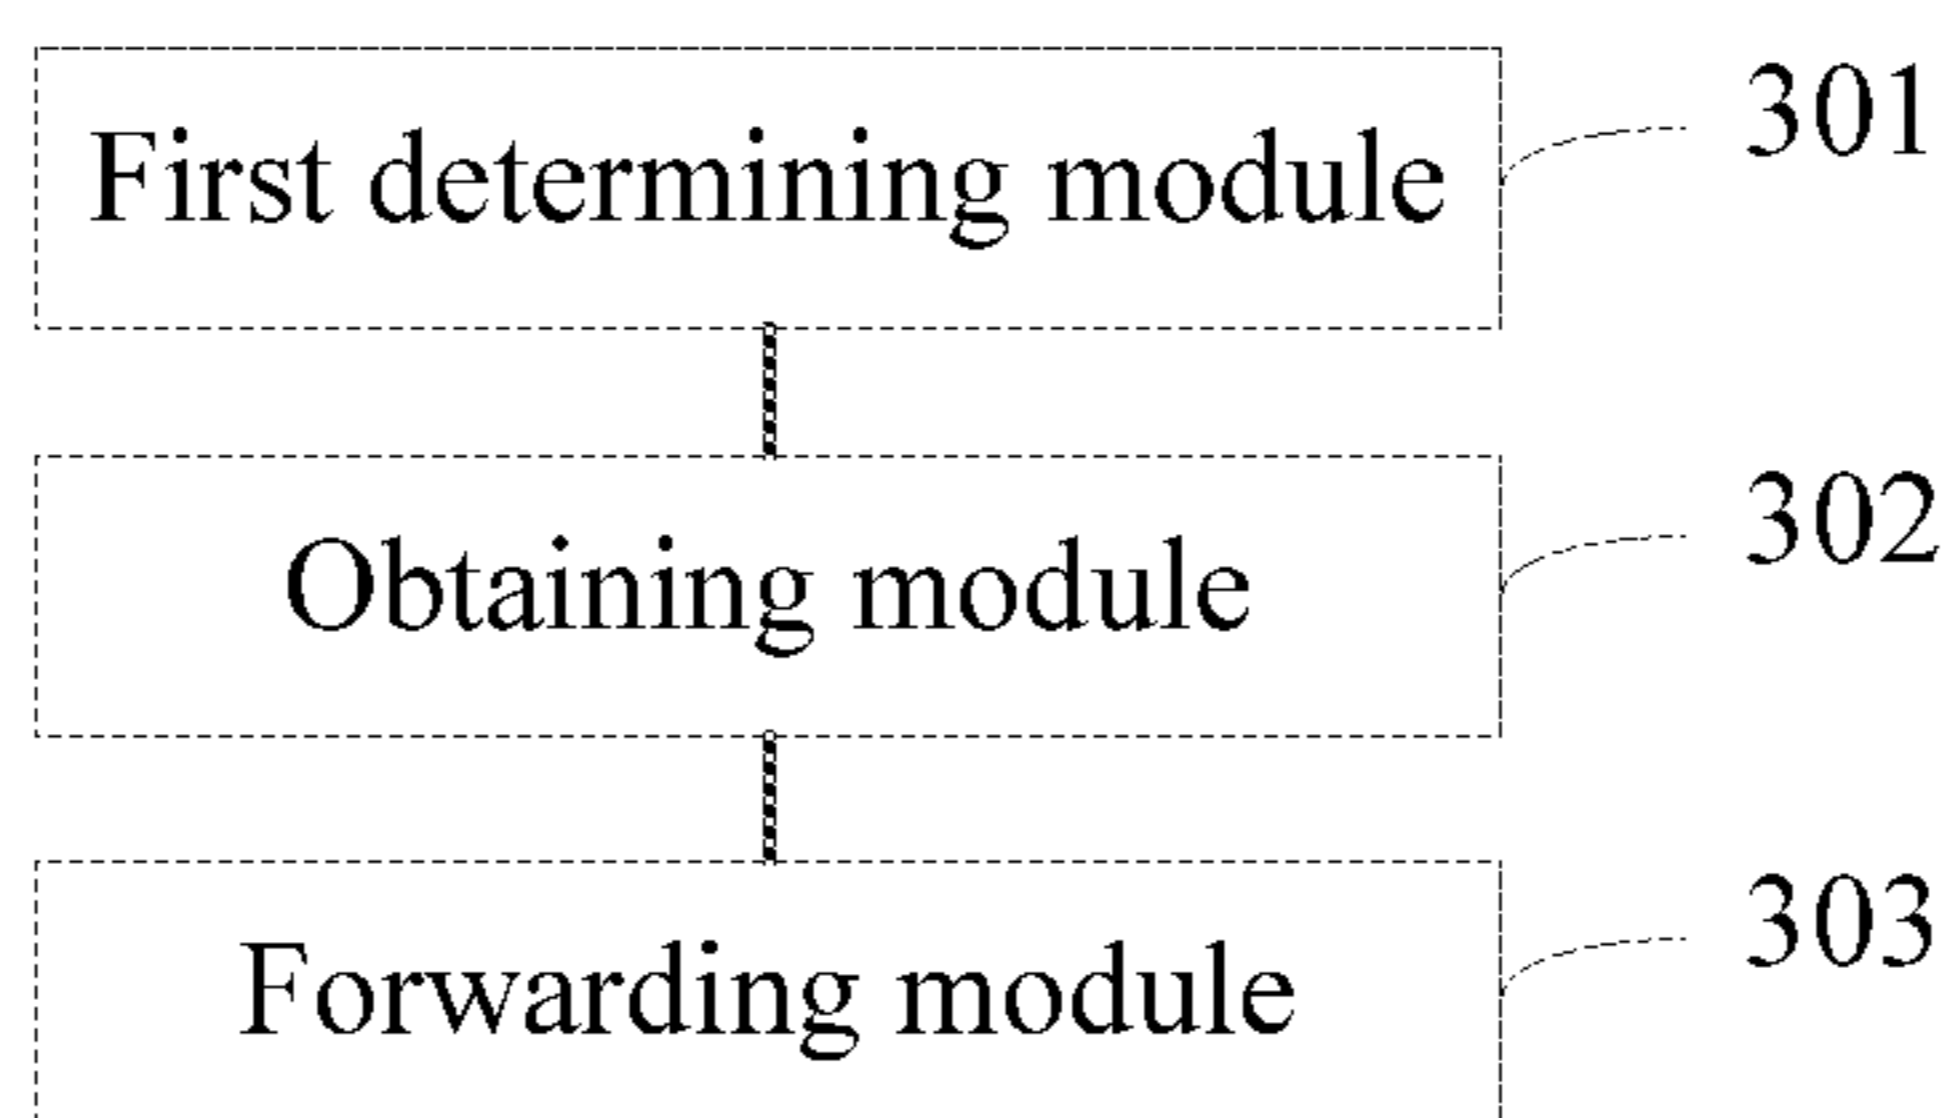 First determining module 301
Obtaining module 302
Forwarding module 303